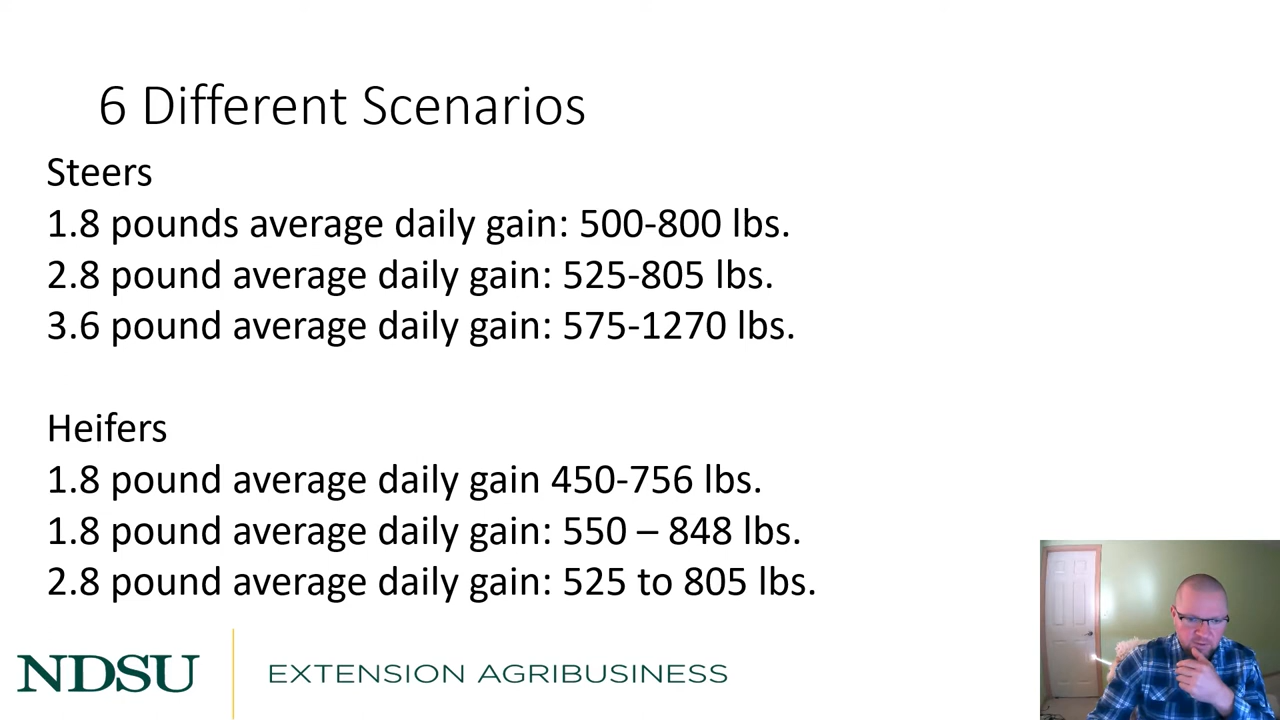 6 Different Scenarios
Steers
1.8 pounds average daily gain: 500-800 lbs.
2.8 pound average daily gain: 525-805 lbs.
3.6 pound average daily gain: 575-1270 lbs.
Heifers
1.8 pound average daily gain 450-756 lbs.
1.8 pound average daily gain: 550 – 848 lbs.
2.8 pound average daily gain: 525 to 805 lbs.
NDSU EXTENSION AGRIBUSINESS